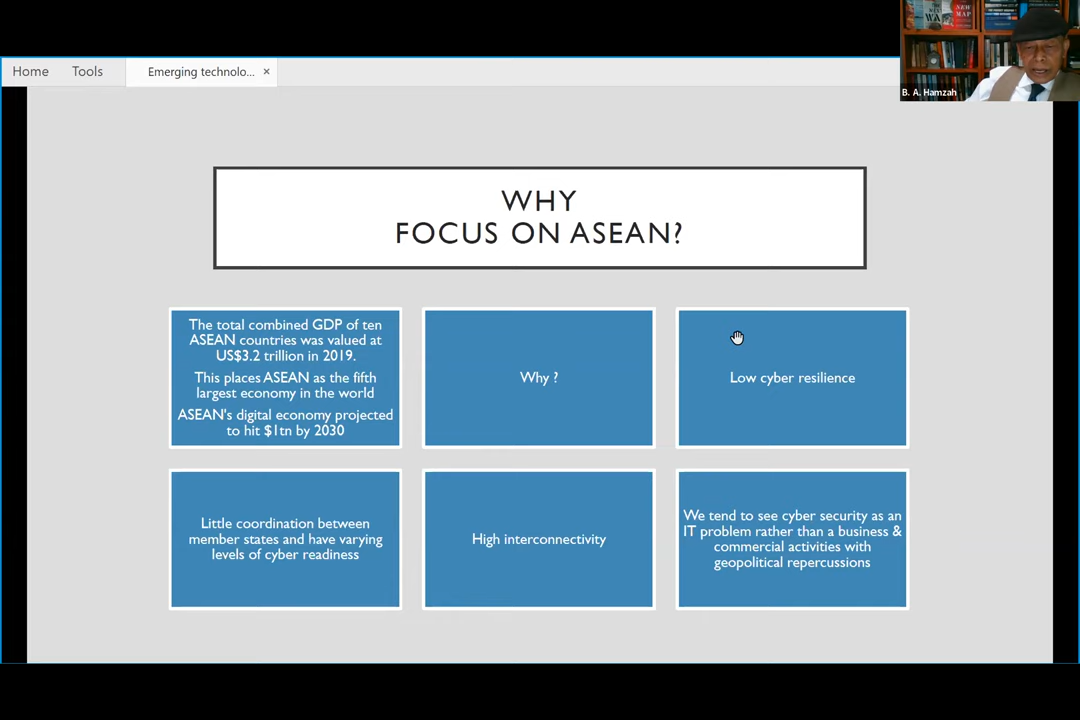 Home
Tools
Emerging technolo...
×
NEW
MAP
B. A. Hamzah
WHY
FOCUS ON ASEAN?
The total combined GDP of ten
ASEAN countries was valued at
US$3.2 trillion in 2019.
This places ASEAN as the fifth
largest economy in the world
ASEAN's digital economy projected
to hit $1tn by 2030
Why ?
Low cyber resilience
Little coordination between
member states and have varying
levels of cyber readiness
High interconnectivity
We tend to see cyber security as an
IT problem rather than a business &
commercial activities with
geopolitical repercussions